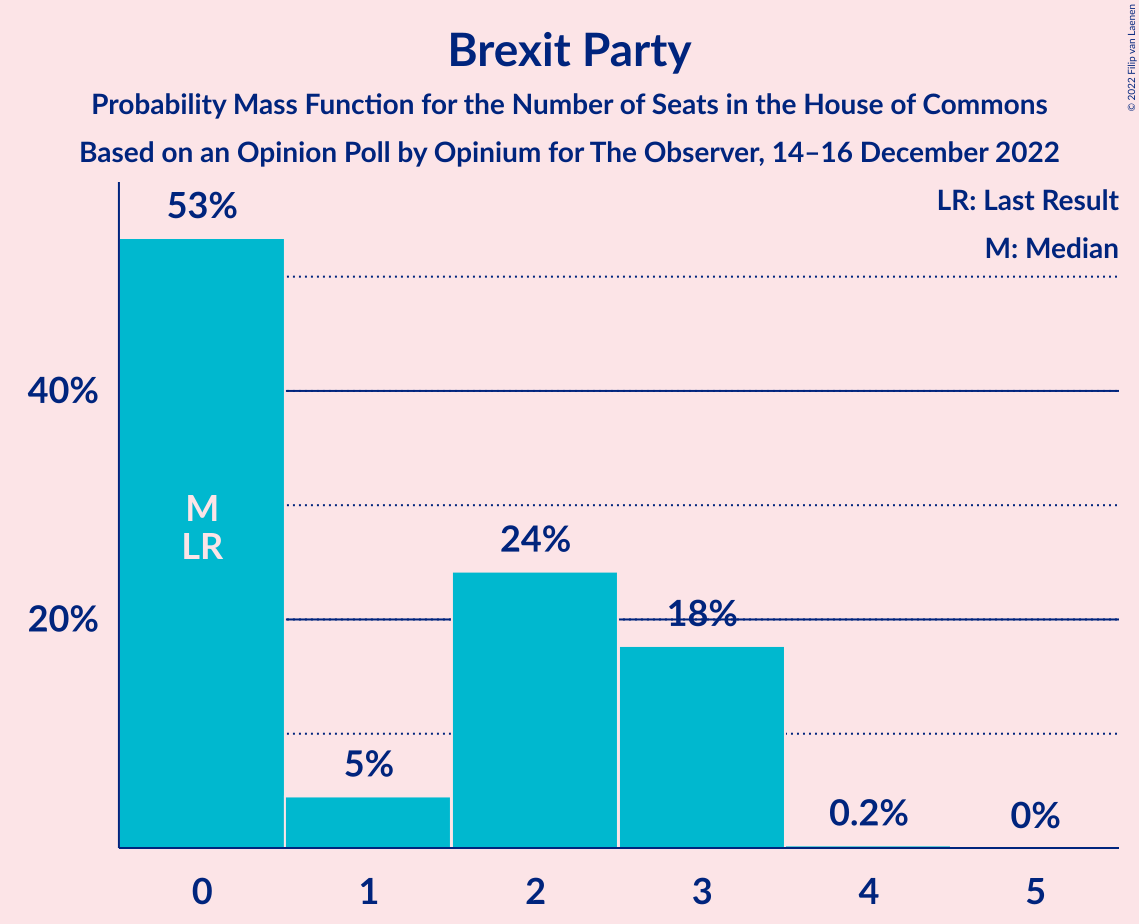 Brexit Party
Probability Mass Function for the Number of Seats in the House of Commons
Based on an Opinion Poll by Opinium for The Observer, 14–16 December 2022
© 2022 Filip van Laenen
LR: Last Result
M: Median
53%
40%
M
LR
24%
20%
18%
5%
0.2%
0%
0 1 2 3 4 5